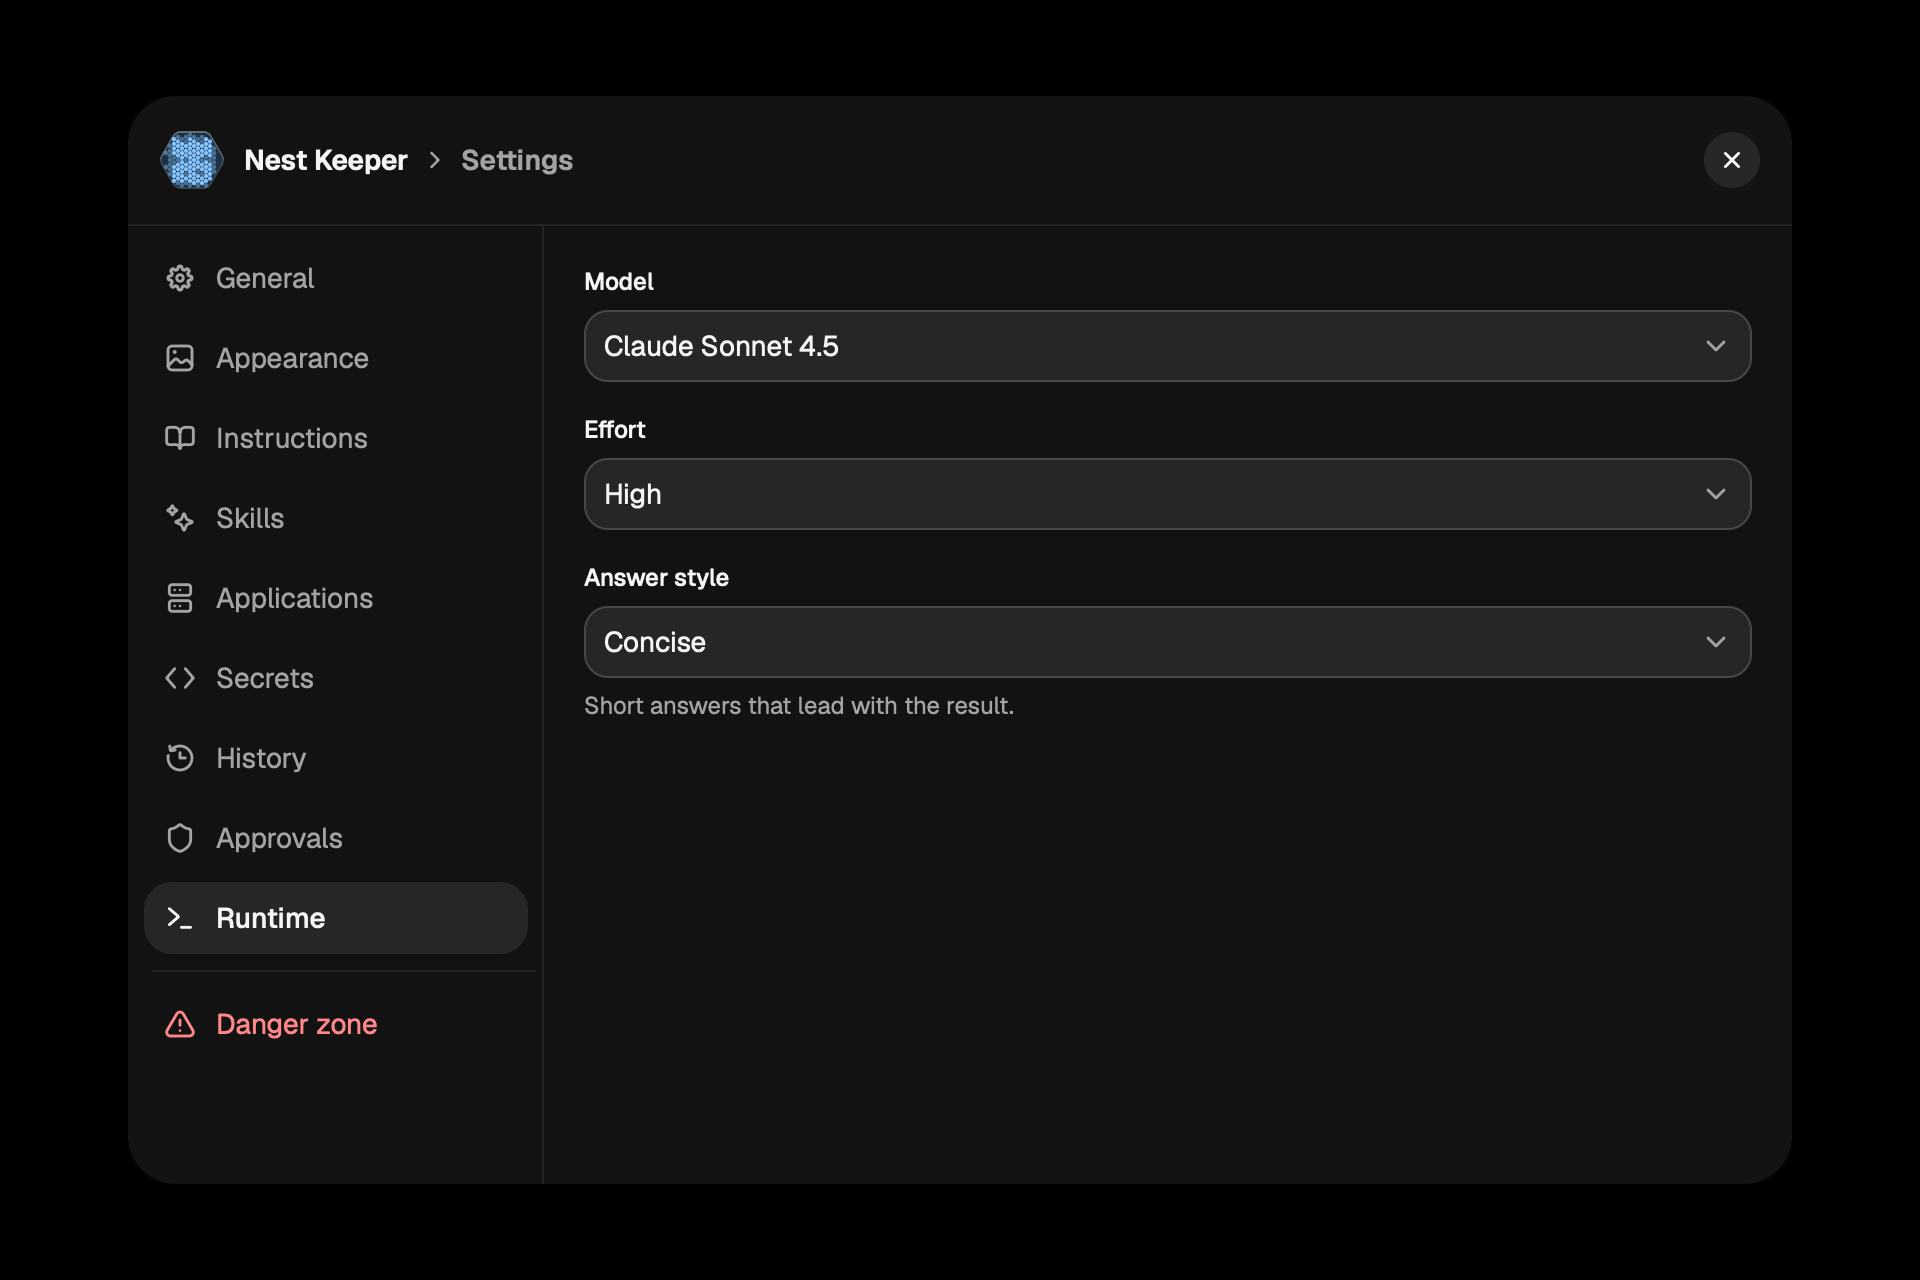 Nest Keeper > Settings
General
Appearance
Instructions
Skills
Applications
Secrets
History
Approvals
Runtime
Danger zone
Model
Claude Sonnet 4.5
Effort
High
Answer style
Concise
Short answers that lead with the result.